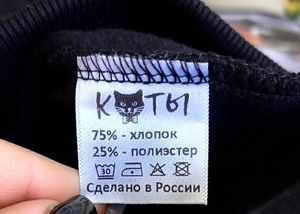 КОТЫ
75% - хлопок
25% - полиэстер
30
Сделано в России